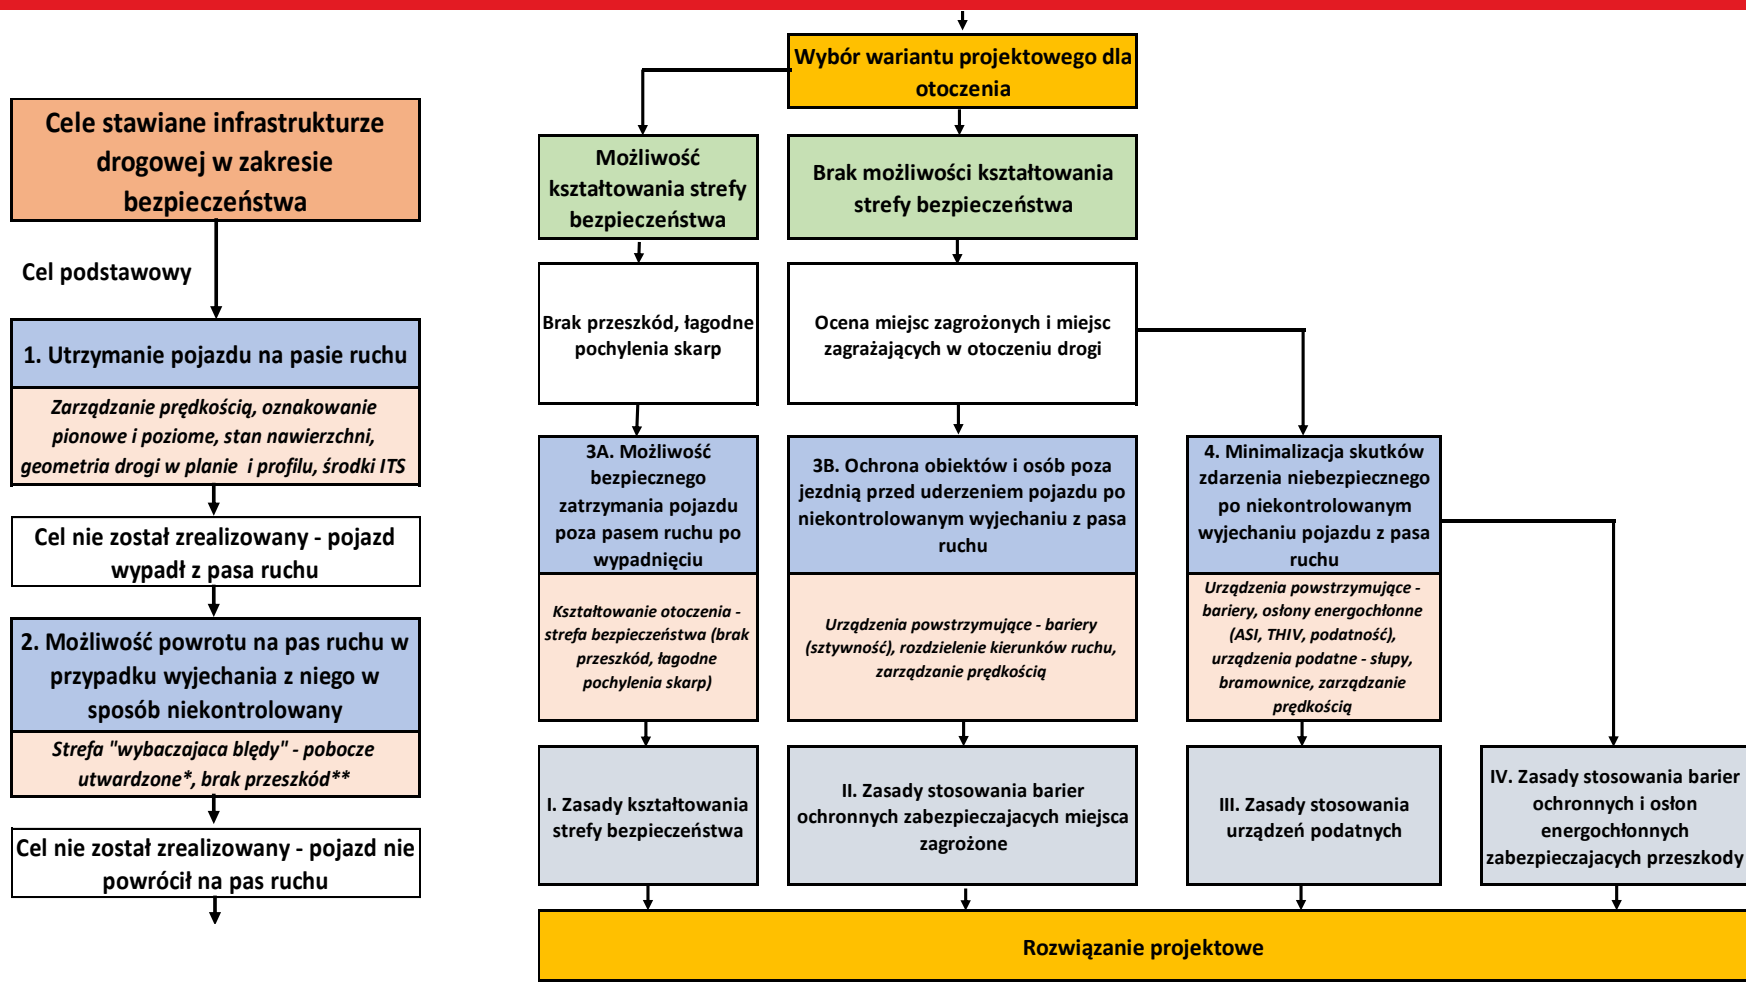 Cele stawiane infrastrukturze
drogowej w zakresie
bezpieczeństwa
Cel podstawowy
1. Utrzymanie pojazdu na pasie ruchu
Zarządzanie prędkością, oznakowanie
pionowe i poziome, stan nawierzchni,
geometria drogi w planie i profilu, środki ITS
Cel nie został zrealizowany - pojazd
wypadł z pasa ruchu
2. Możliwość powrotu na pas ruchu w
przypadku wyjechania z niego w
sposób niekontrolowany
Strefa "wybaczajaca błędy" - pobocze
utwardzone*, brak przeszkód**
Cel nie został zrealizowany - pojazd nie
powrócił na pas ruchu
Wybór wariantu projektowego dla
otoczenia
Możliwość
kształtowania strefy
bezpieczeństwa
Brak możliwości kształtowania
strefy bezpieczeństwa
Brak przeszkód, łagodne
pochylenia skarp
Ocena miejsc zagrożonych i miejsc
zagrażających w otoczeniu drogi
3A. Możliwość
bezpiecznego
zatrzymania pojazdu
poza pasem ruchu po
wypadnięciu
Kształtowanie otoczenia -
strefa bezpieczeństwa (brak
przeszkód, łagodne
pochylenia skarp)
3B. Ochrona obiektów i osób poza
jezdnią przed uderzeniem pojazdu po
niekontrolowanym wyjechaniu z pasa
ruchu
Urządzenia powstrzymujące - bariery
(sztywność), rozdzielenie kierunków ruchu,
zarządzanie prędkością
4. Minimalizacja skutków
zdarzenia niebezpiecznego
po niekontrolowanym
wyjechaniu pojazdu z pasa
ruchu
Urządzenia powstrzymujące -
bariery, osłony energochłonne
(ASI, THIV, podatność),
urządzenia podatne - słupy,
bramownice, zarządzanie
prędkością
I. Zasady kształtowania
strefy bezpieczeństwa
II. Zasady stosowania barier
ochronnych zabezpieczajacych miejsca
zagrożone
III. Zasady stosowania
urządzeń podatnych
IV. Zasady stosowania barier
ochronnych i osłon
energochłonnych
zabezpieczajacych przeszkody
Rozwiązanie projektowe